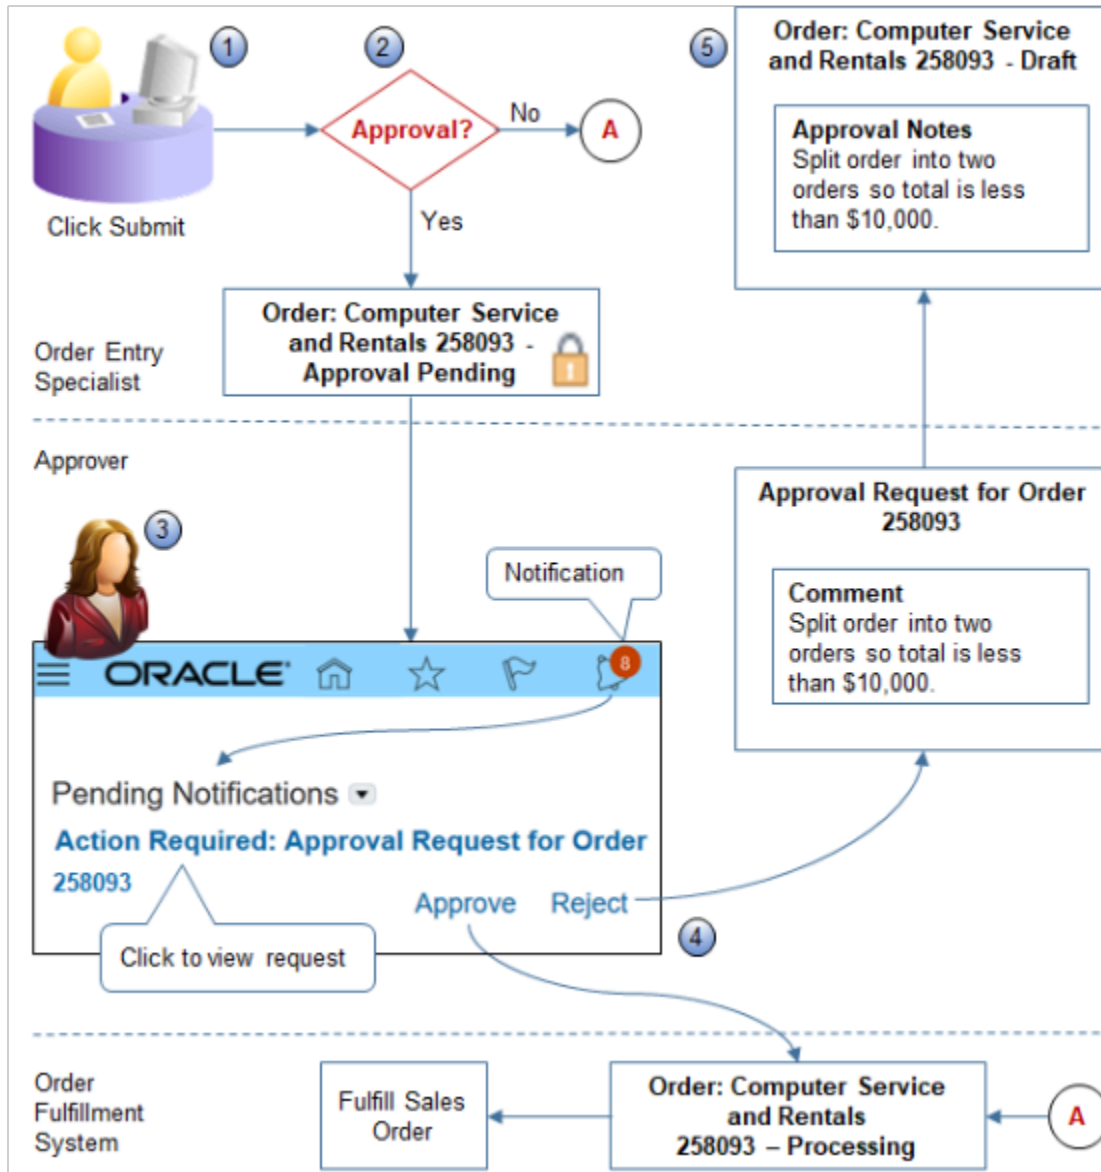 1
2
5
Approval?
No
A
Click Submit
Yes
Order: Computer Service
and Rentals 258093 - Draft
Approval Notes
Split order into two
orders so total is less
than $10,000.
Order: Computer Service
and Rentals 258093 -
Approval Pending
Order Entry
Specialist
Approver
3
Notification
ORACLE
8
Pending Notifications
Action Required: Approval Request for Order
258093
Approve Reject
Click to view request
4
Approval Request for Order
258093
Comment
Split order into two
orders so total is less
than $10,000.
Order
Fulfillment
System
Fulfill Sales
Order
Order: Computer Service
and Rentals
258093 – Processing
A